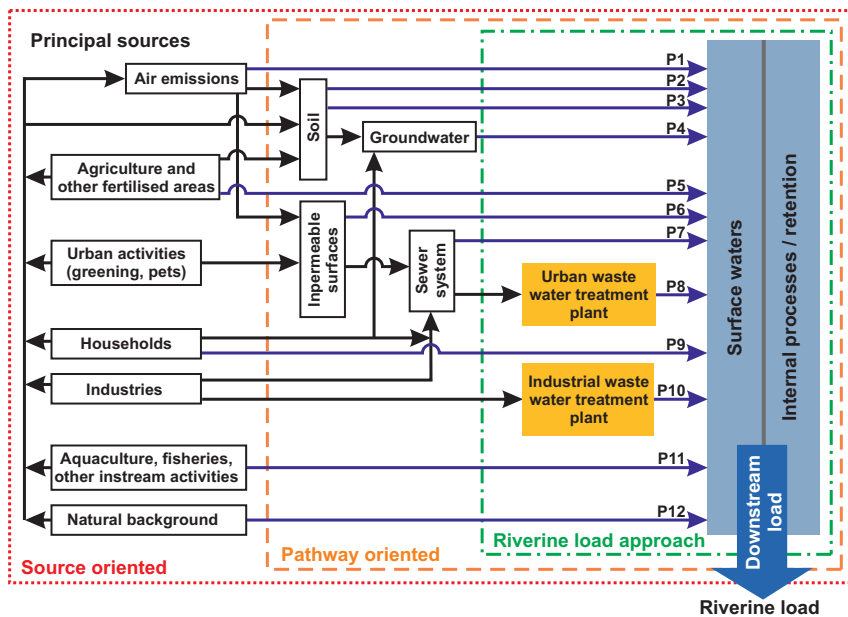 Principal sources
Air emissions
Agriculture and
other fertilised areas
Urban activities
(greening, pets)
Households
Industries
Aquaculture, fisheries,
other instream activities
Natural background
Source oriented
Soil
Groundwater
Inpermeable
surfaces
Sewer
system
Pathway oriented
Urban waste
water treatment
plant
Industrial waste
water treatment
plant
P1
P2
P3
P4
P5
P6
P7
P8
P9
P10
P11
P12
Riverine load approach
Surface waters
Internal processes / retention
Downstream
load
Riverine load